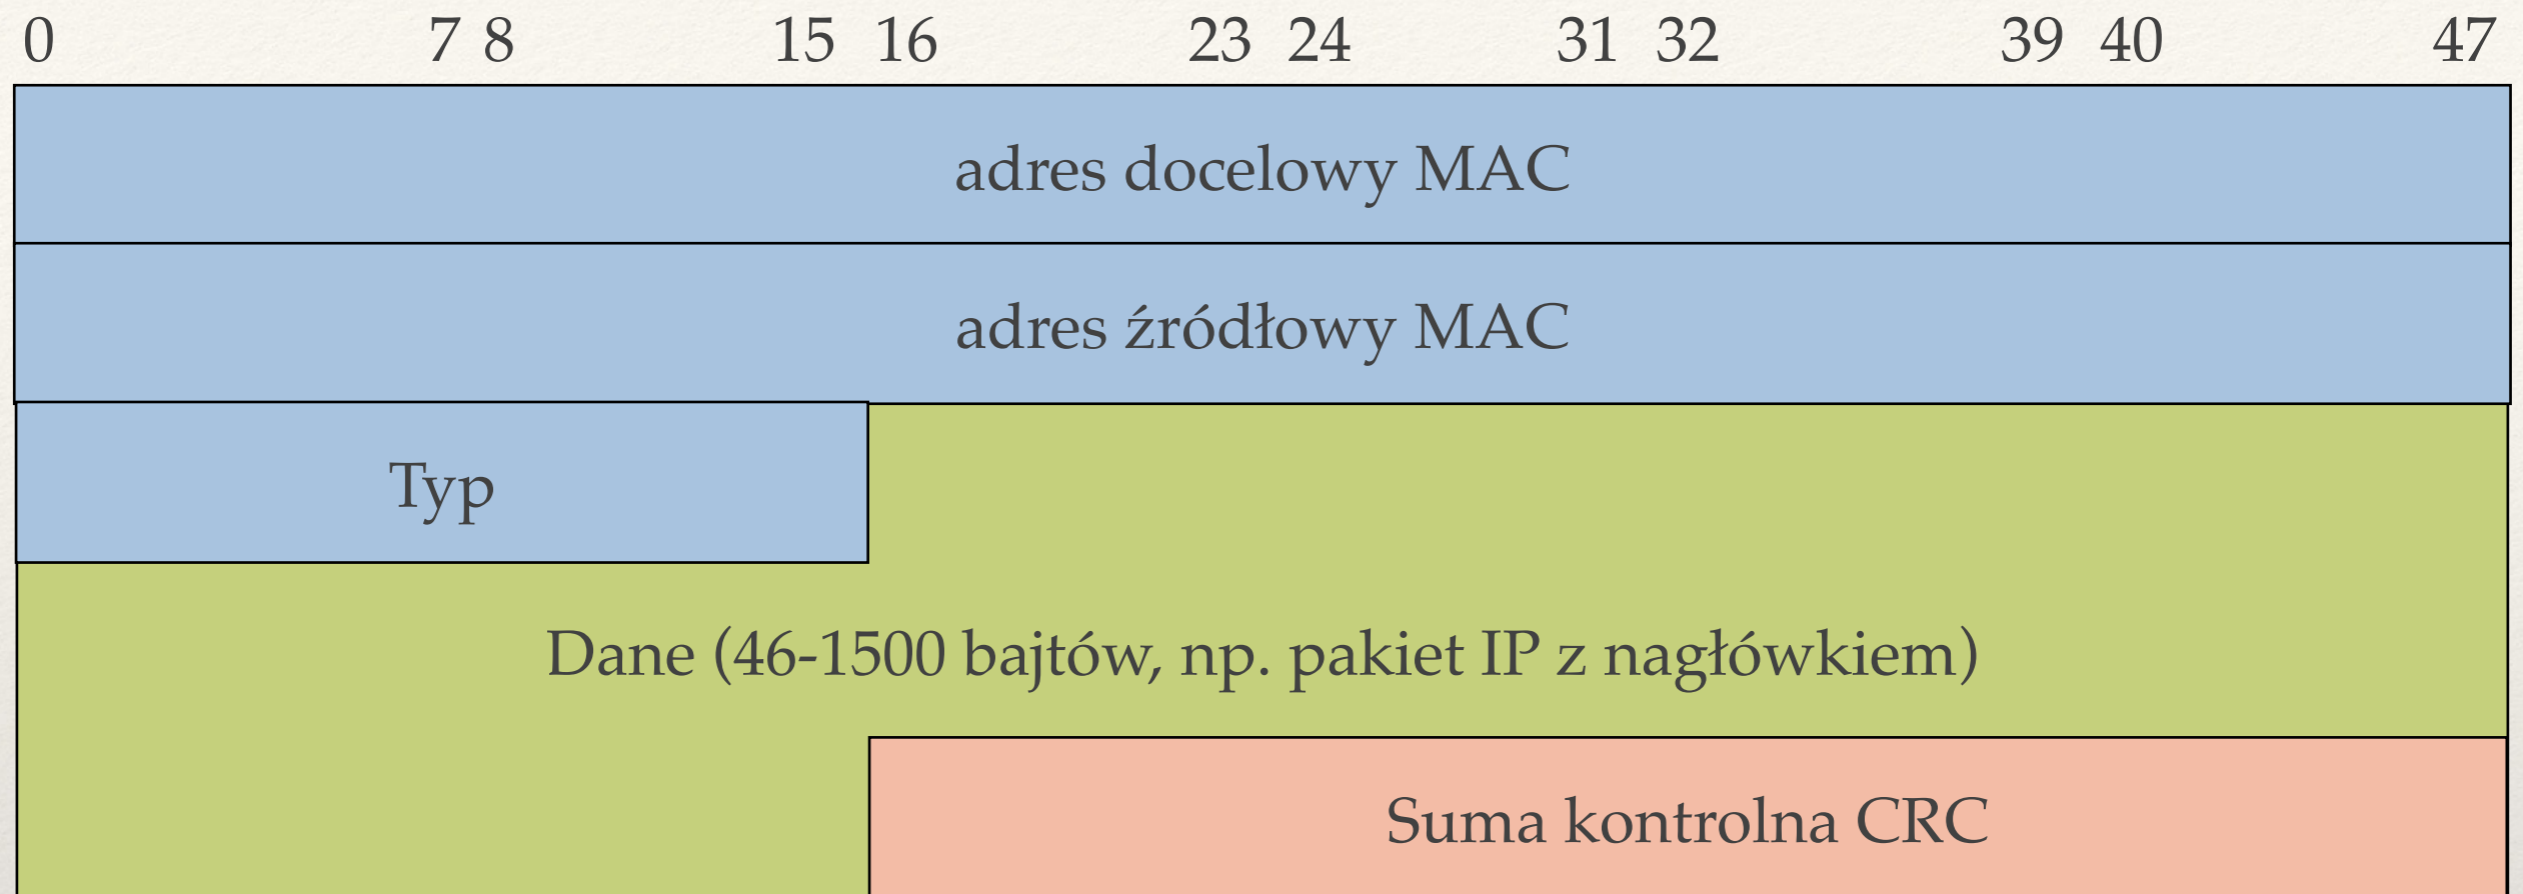 0 7 8 15 16 23 24 31 32 39 40 47
adres docelowy MAC
adres źródłowy MAC
Typ
Dane (46-1500 bajtów, np. pakiet IP z nagłówkiem)
Suma kontrolna CRC